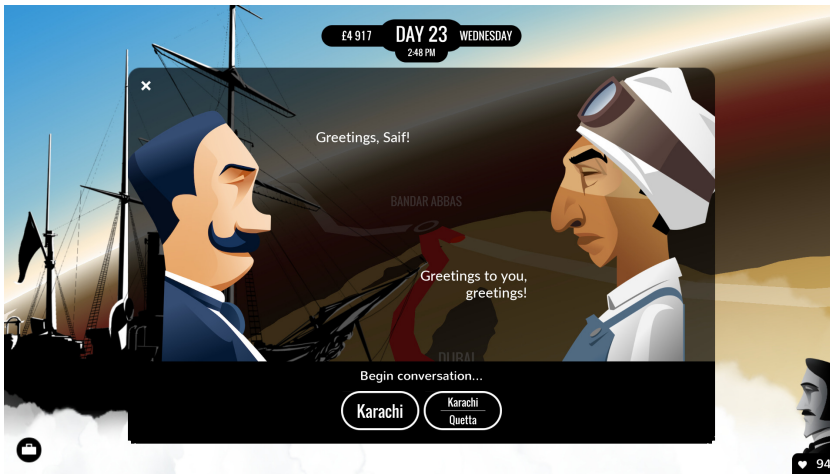 £4 917 DAY 23 WEDNESDAY
2:48 PM
Greetings, Saif!
BANDAR ABBAS
Greetings to you,
greetings!
DUBAI
Begin conversation...
Karachi
Karachi
Quetta
94